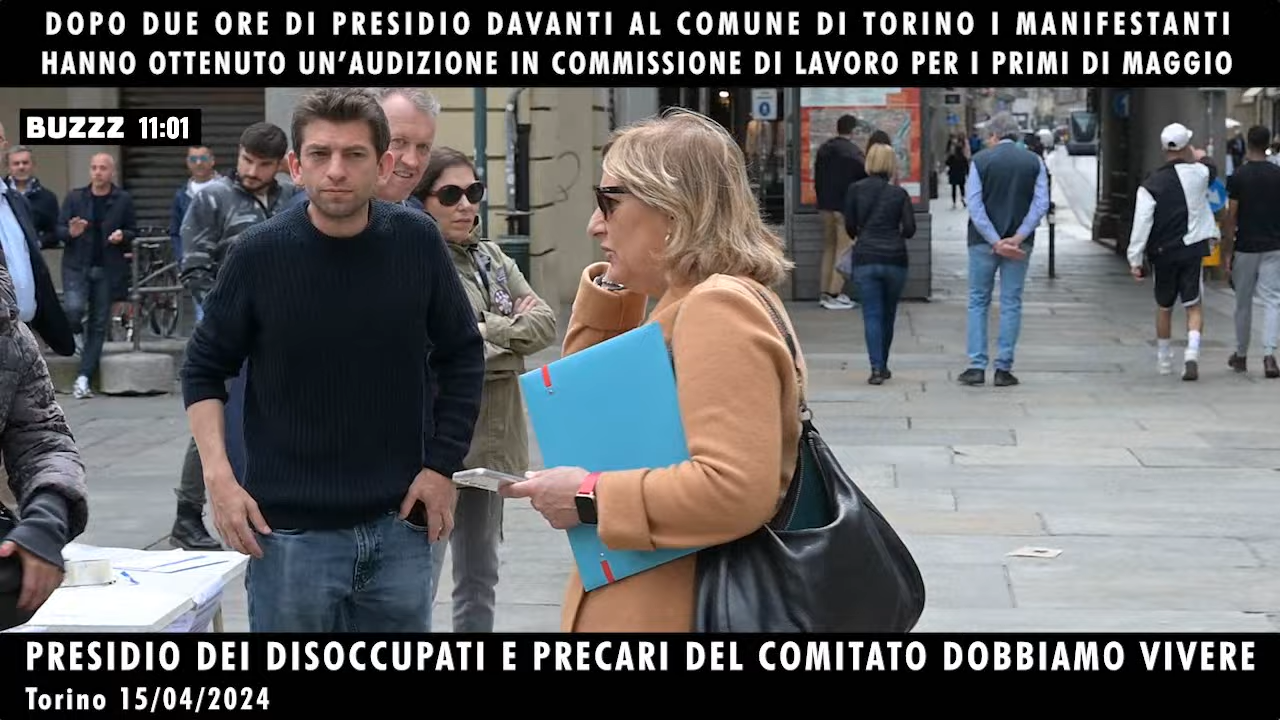 DOPO DUE ORE DI PRESIDIO DAVANTI AL COMUNE DI TORINO I MANIFESTANTI
HANNO OTTENUTO UN'AUDIZIONE IN COMMISSIONE DI LAVORO PER I PRIMI DI MAGGIO
BUZZZ 11:01
PRESIDIO DEI DISOCCUPATI E PRECARI DEL COMITATO DOBBIAMO VIVERE
Torino 15/04/2024